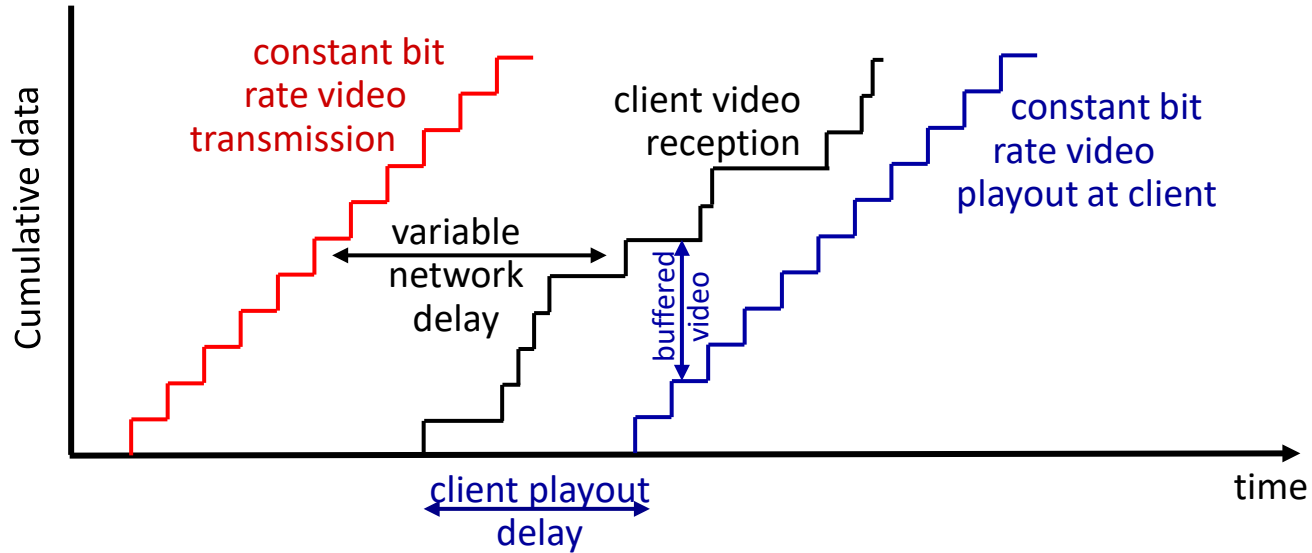 constant bit
rate video
transmission
client video
reception
constant bit
rate video
playout at client
variable
network
delay
buffered
video
Cumulative data
client playout
delay
time